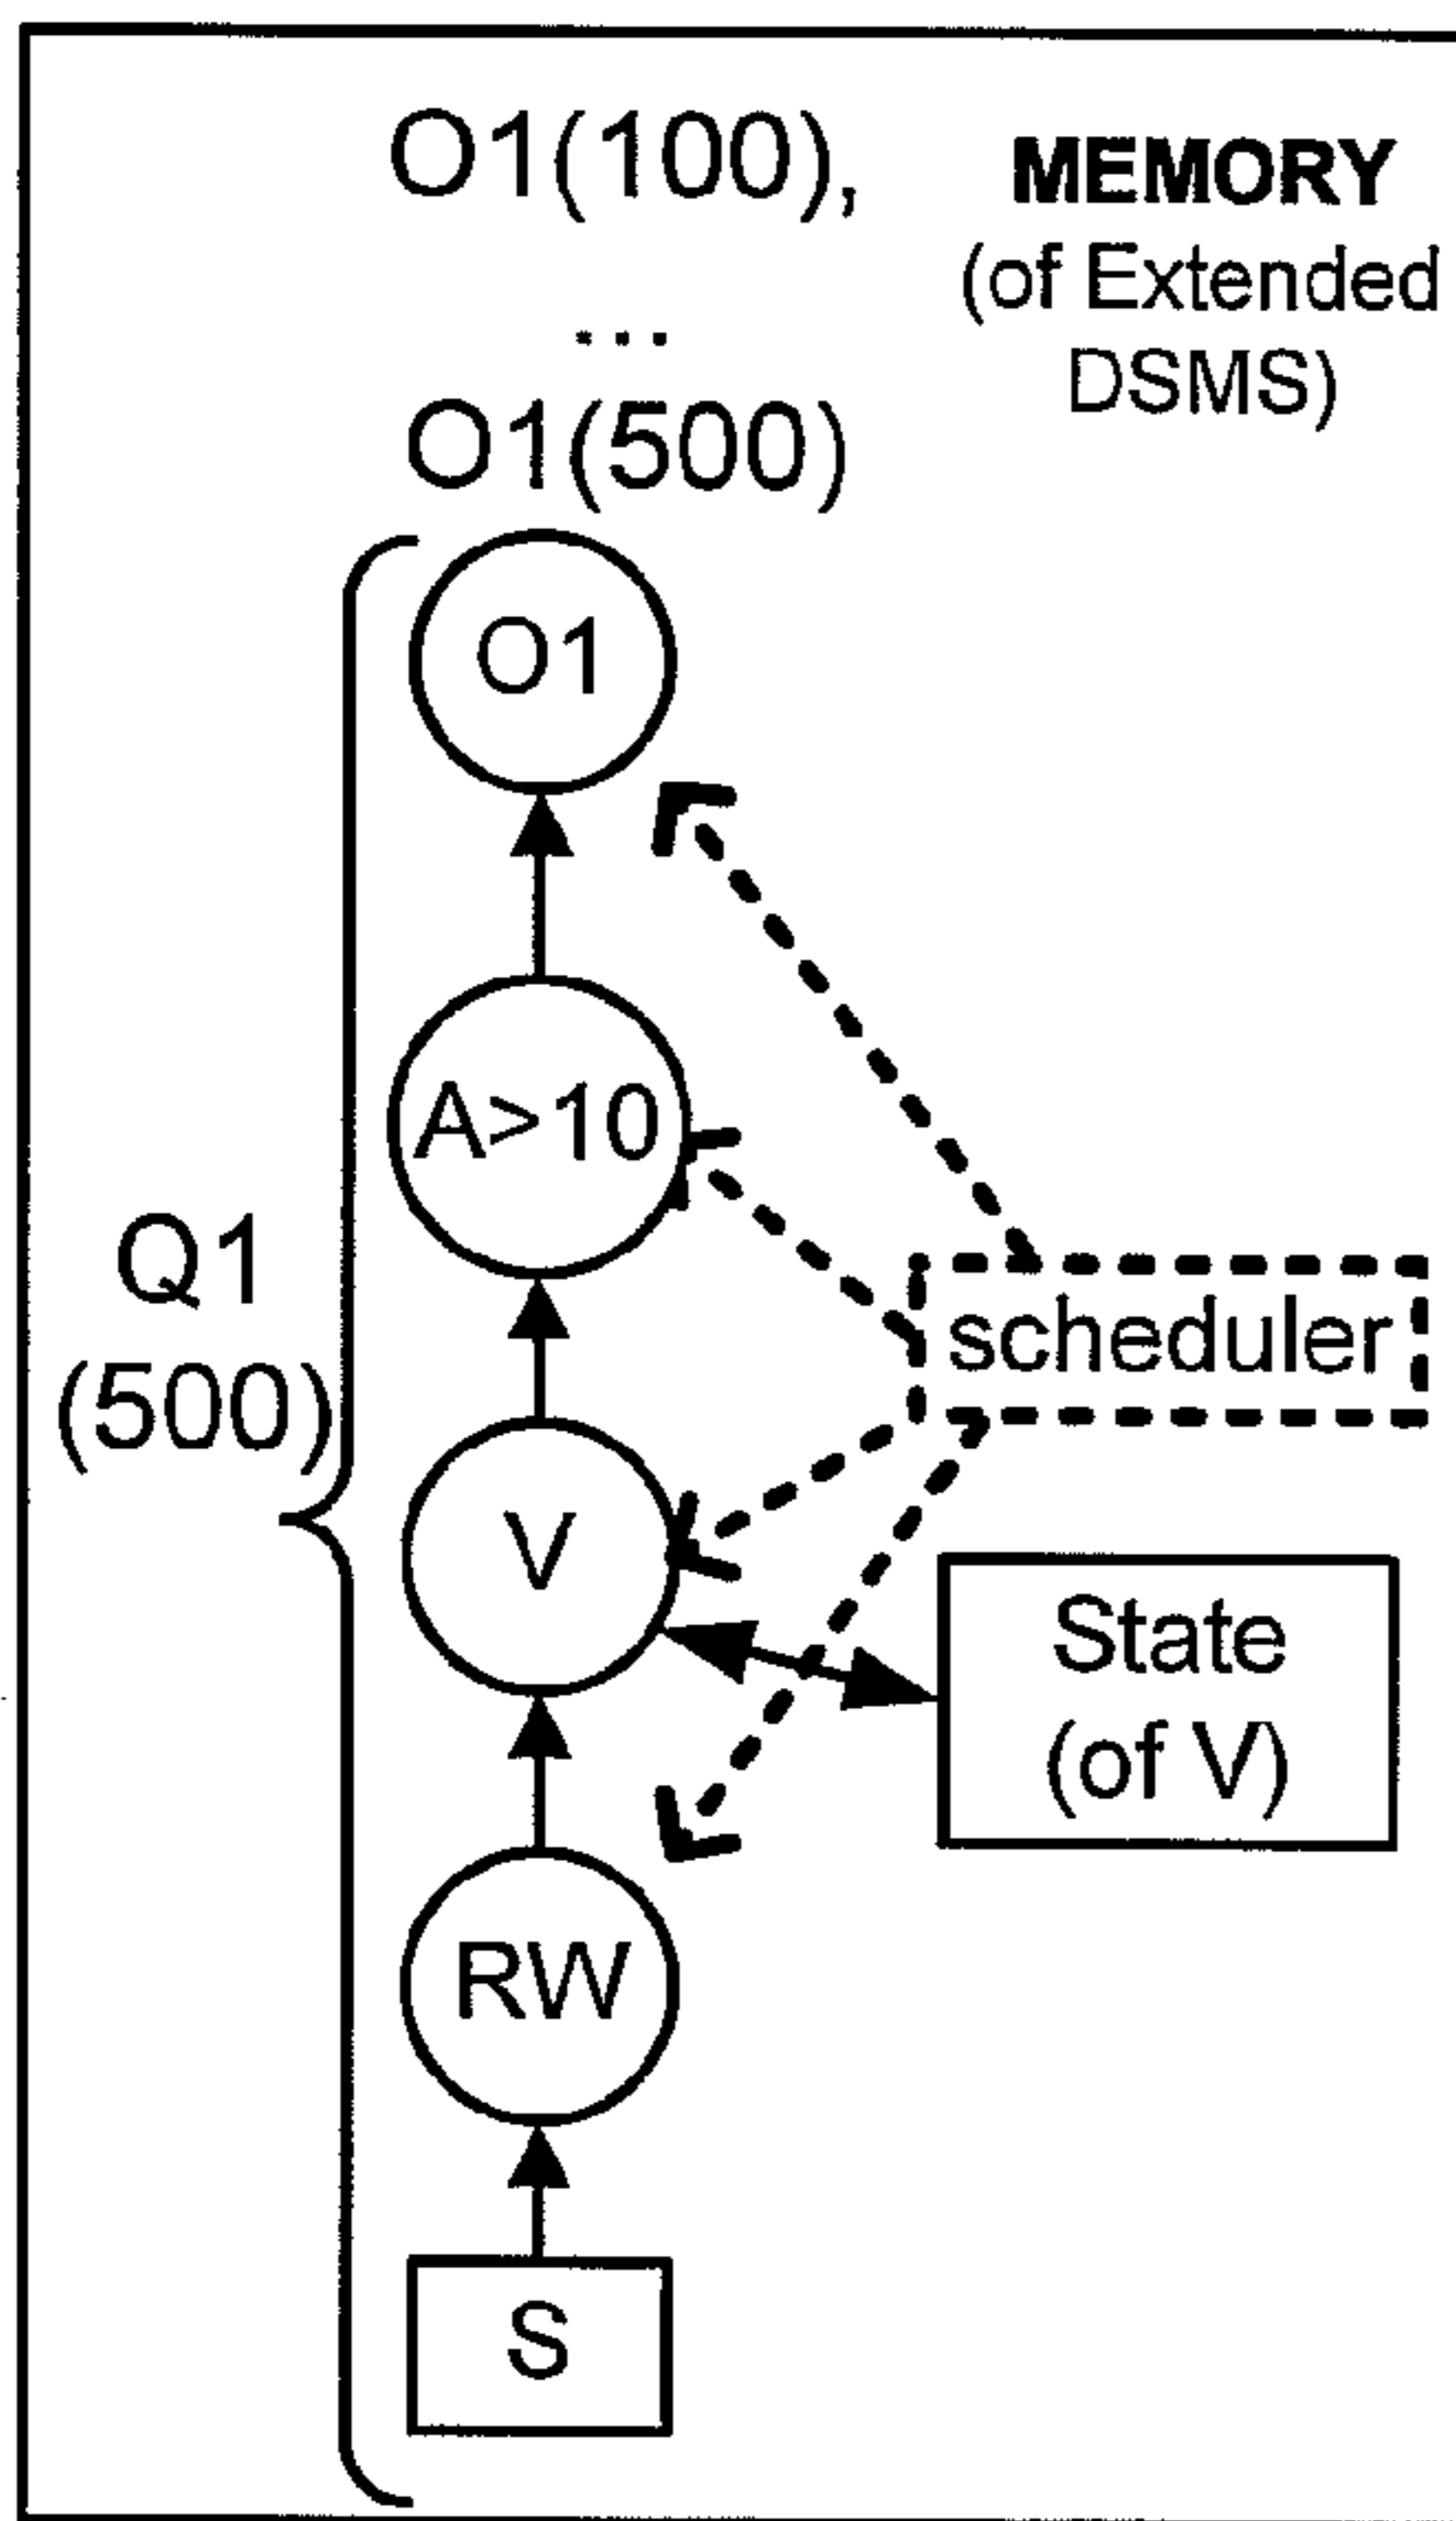 O1(100),
...
O1(500)
MEMORY
(of Extended
DSMS)
O1
A>10
Q1
(500)
scheduler
V
State
(of V)
RW
S